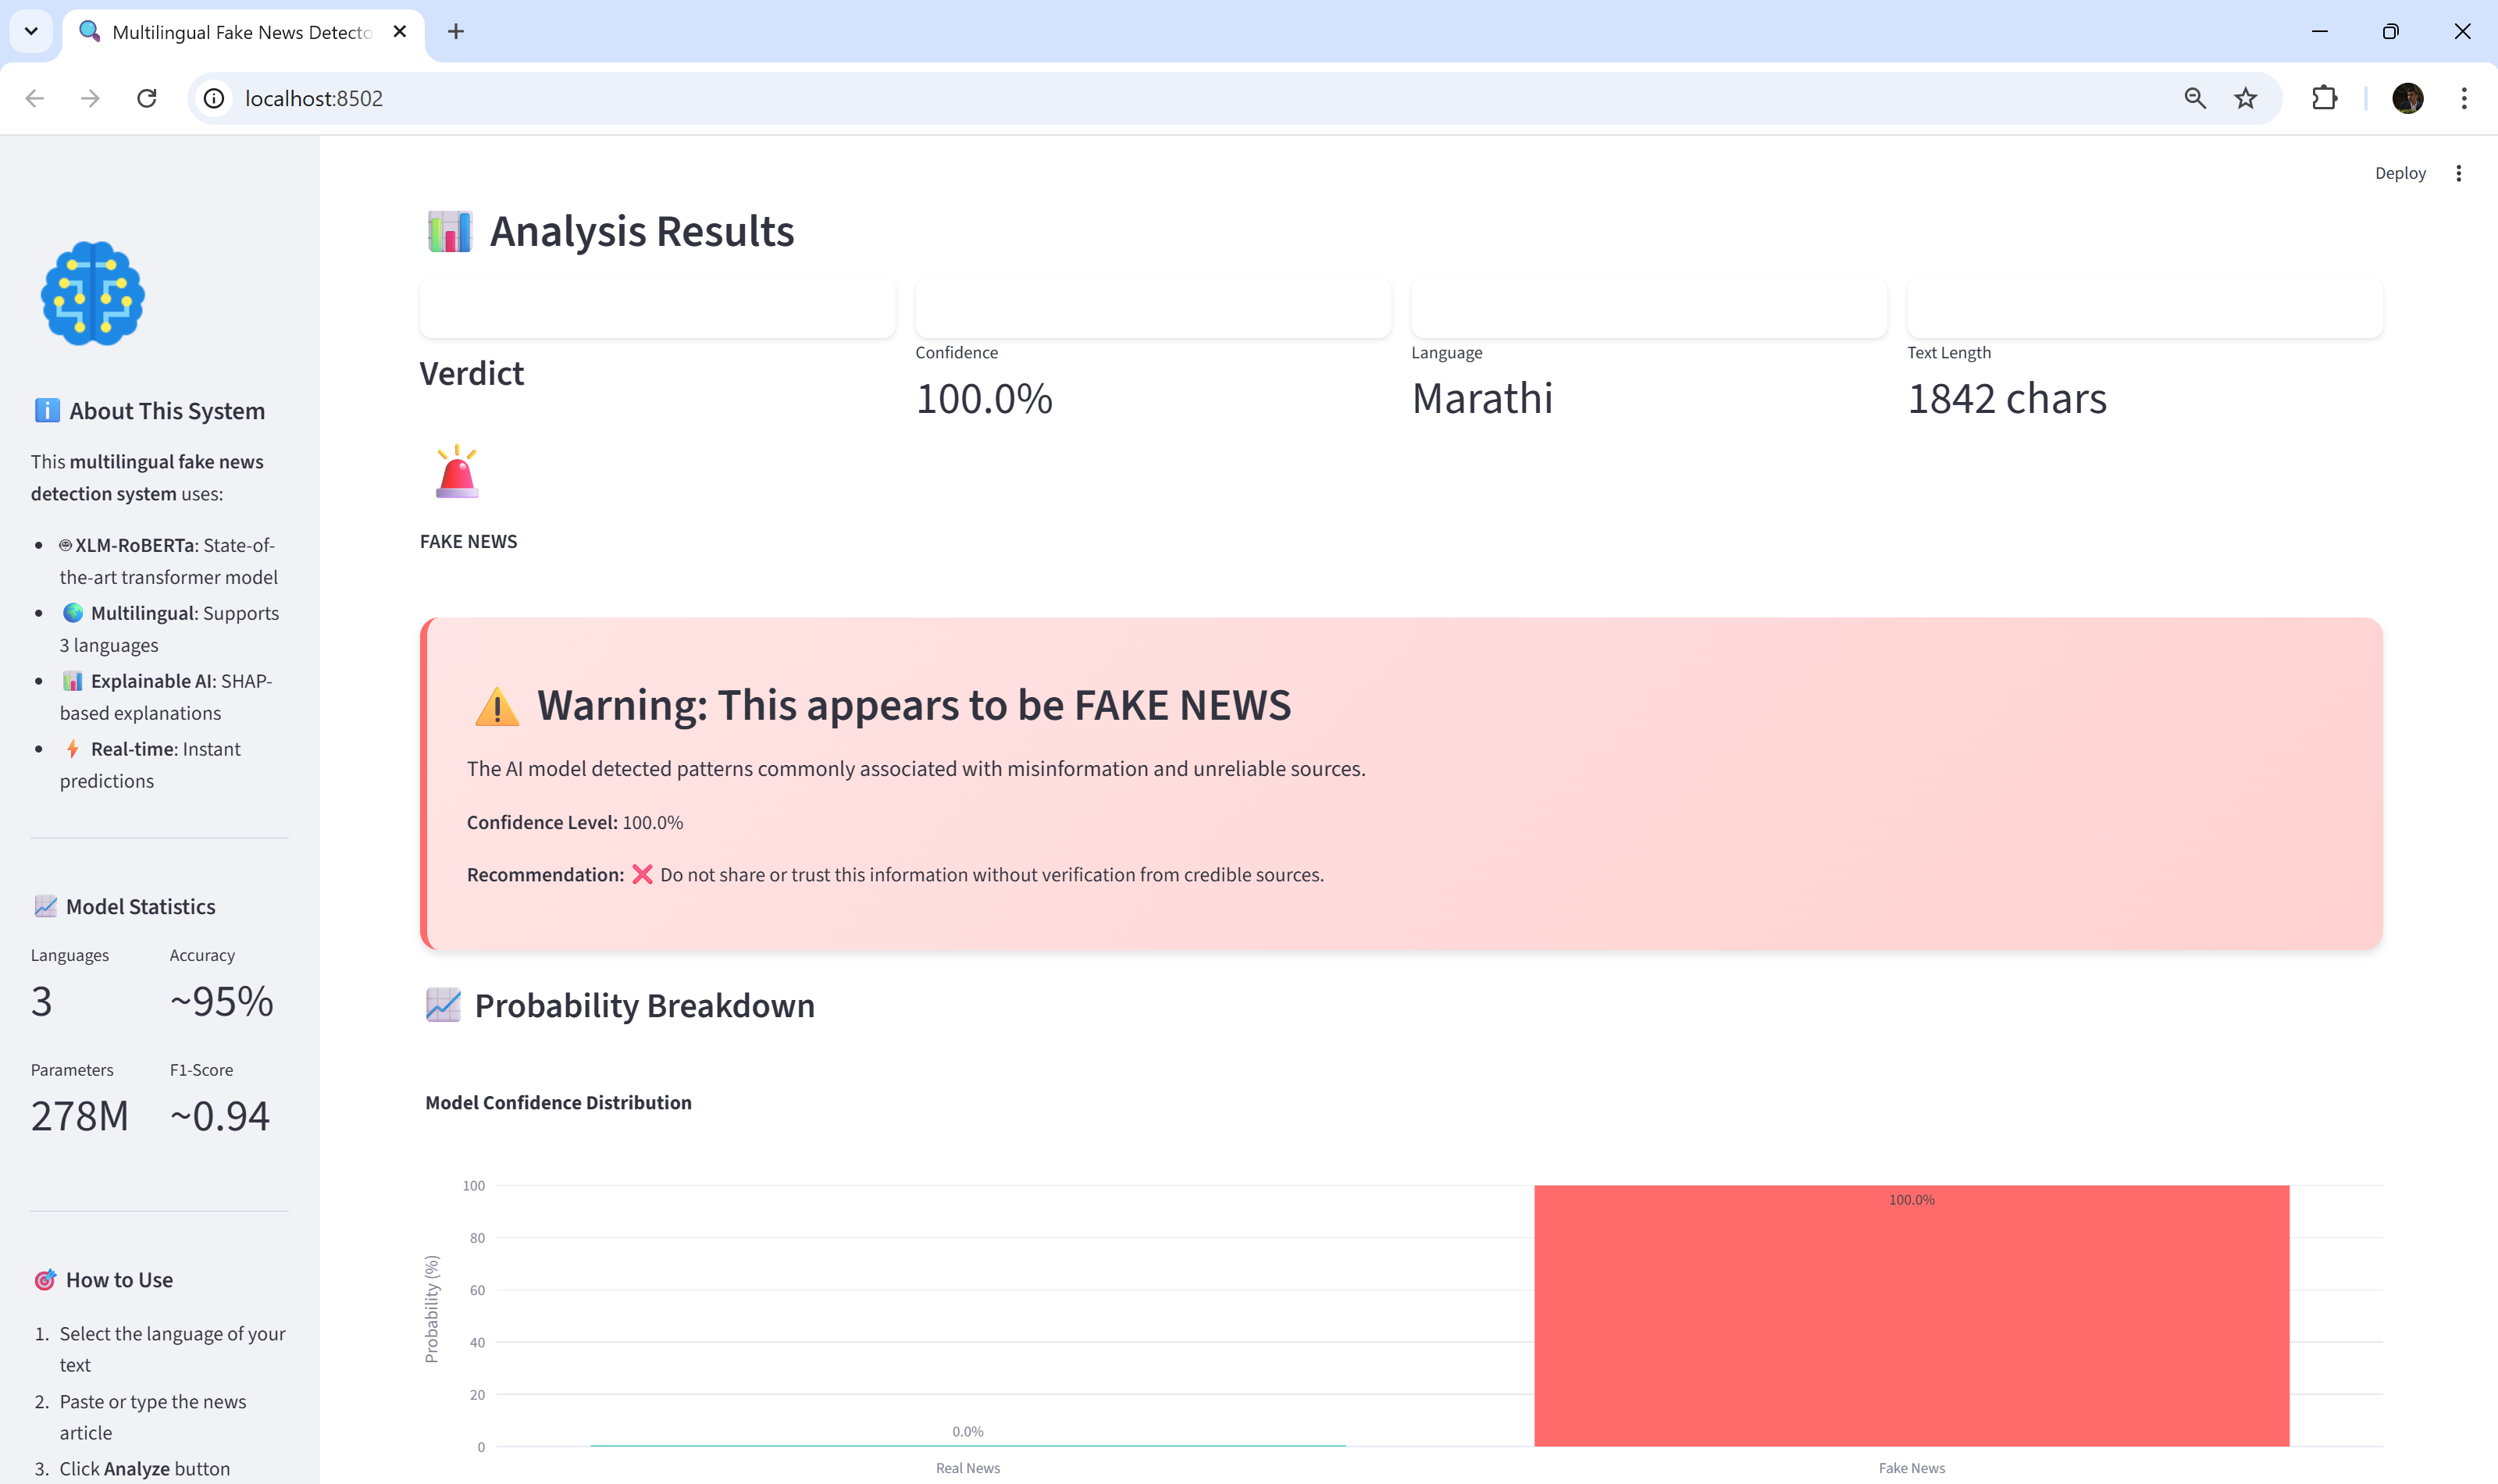 Multilingual Fake News Detecto
localhost:8502
Deploy
About This System
This multilingual fake news
detection system uses:
XLM-RoBERTa: State-of-
the-art transformer model
Multilingual: Supports
3 languages
Explainable AI: SHAP-
based explanations
Real-time: Instant
predictions
Model Statistics
Languages
3
Accuracy
~95%
Parameters
278M
F1-Score
~0.94
How to Use
1. Select the language of your
text
2. Paste or type the news
article
3. Click Analyze button
Analysis Results
Verdict
FAKE NEWS
Confidence
100.0%
Language
Marathi
Text Length
1842 chars
Warning: This appears to be FAKE NEWS
The AI model detected patterns commonly associated with misinformation and unreliable sources.
Confidence Level: 100.0%
Recommendation: ❌ Do not share or trust this information without verification from credible sources.
Probability Breakdown
Model Confidence Distribution
Probability (%)
100
80
60
40
20
0
0.0%
100.0%
Real News
Fake News